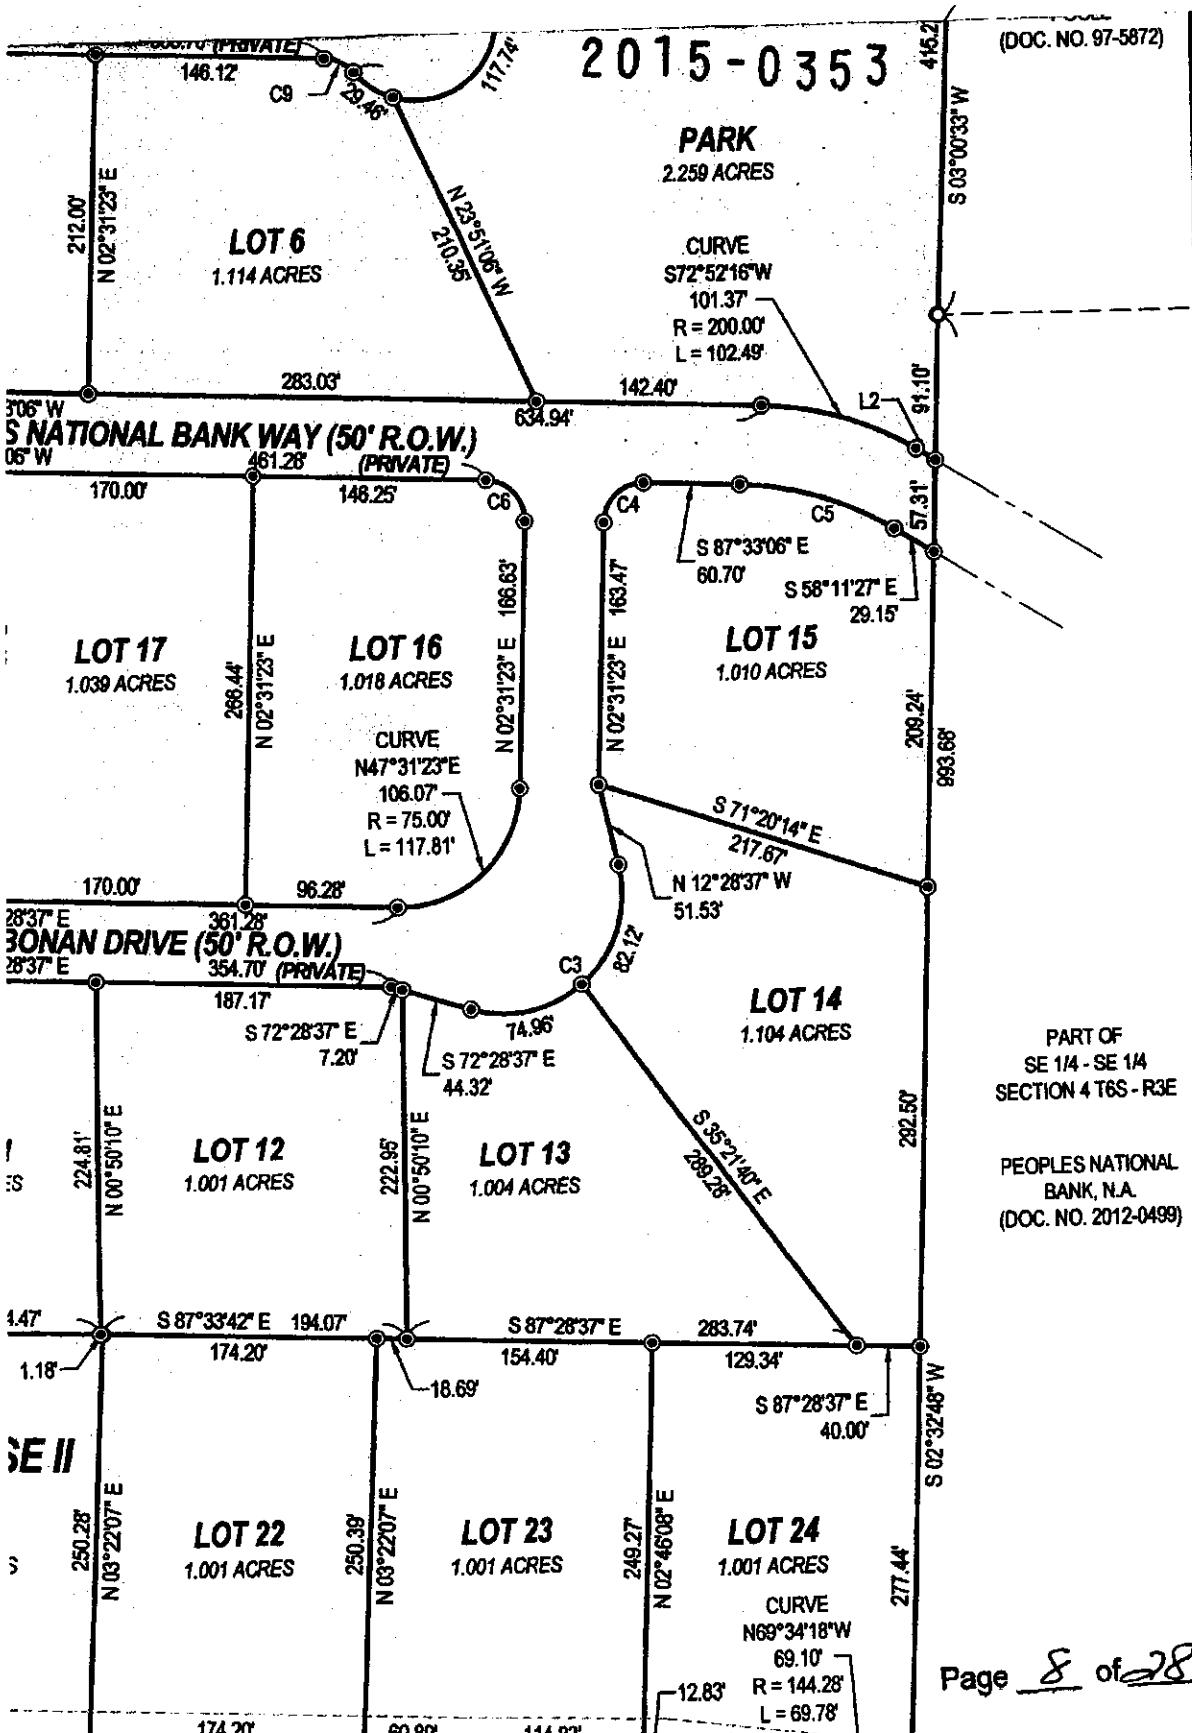 (PRIVATE)
146.12'
C9
29.46'
117.74'
2015-0353
416.2
(DOC. NO. 97-5872)
S 03°00'33" W
PARK
2.259 ACRES
212.00'
N 02°31'23" E
LOT 6
1.114 ACRES
N 23°51'06" W
210.35'
CURVE
S72°52'16"W
101.37'
R = 200.00'
L = 102.49'
283.03'
142.40'
634.94'
L2
91.10'
3'06" W
S NATIONAL BANK WAY (50' R.O.W.)
06" W
461.28'
(PRIVATE)
170.00'
146.25'
C6
C4
C5
57.31'
S 87°33'06" E
60.70'
S 58°11'27" E
29.15'
166.63'
N 02°31'23" E
163.47'
N 02°31'23" E
LOT 17
1.039 ACRES
266.44'
N 02°31'23" E
LOT 16
1.018 ACRES
LOT 15
1.010 ACRES
209.24'
993.68'
CURVE
N47°31'23"E
106.07'
R = 75.00'
L = 117.81'
S 71°20'14" E
217.67'
N 12°28'37" W
51.53'
170.00'
96.28'
28'37" E
361.28'
BONAN DRIVE (50' R.O.W.)
28'37" E
354.70'
(PRIVATE)
187.17'
C3
82.12'
74.96'
S 72°28'37" E
7.20'
S 72°28'37" E
44.32'
LOT 14
1.104 ACRES
PART OF
SE 1/4 - SE 1/4
SECTION 4 T6S - R3E
292.50'
224.81'
N 00°50'10" E
LOT 12
1.001 ACRES
222.95'
N 00°50'10" E
LOT 13
1.004 ACRES
S 35°21'40" E
289.28'
ES
PEOPLES NATIONAL
BANK, N.A.
(DOC. NO. 2012-0499)
4.47'
S 87°33'42" E
194.07'
174.20'
1.18'
18.69'
S 87°28'37" E
154.40'
283.74'
129.34'
S 87°28'37" E
40.00'
S 02°32'48" W
SE II
250.28'
N 03°22'07" E
LOT 22
1.001 ACRES
250.39'
N 03°22'07" E
LOT 23
1.001 ACRES
249.27'
N 02°46'08" E
LOT 24
1.001 ACRES
277.44'
S
CURVE
N69°34'18"W
69.10'
R = 144.28'
L = 69.78'
12.83'
Page 8 of 28
174.20'